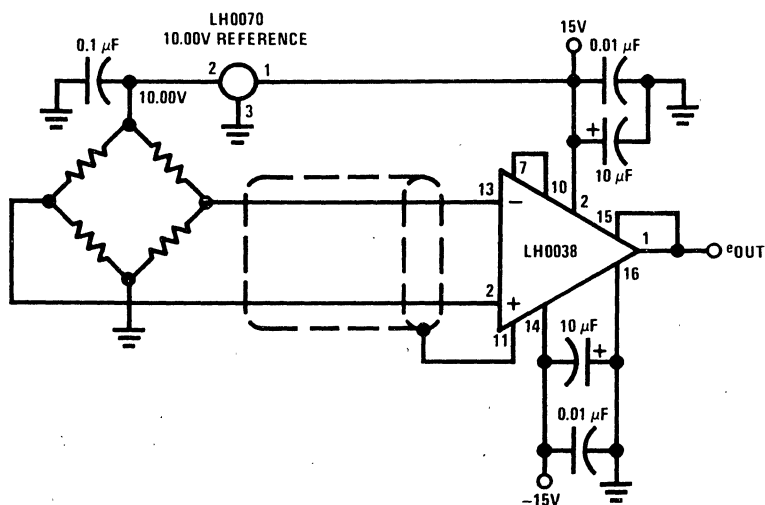 LH0070
10.00V REFERENCE
0.1 µF
2
1
3
10.00V
15V
0.01 µF
+
10 µF
7
10
2
13
−
15
LH0038
1
eOUT
16
2
+
11
14
10 µF
+
0.01 µF
−15V